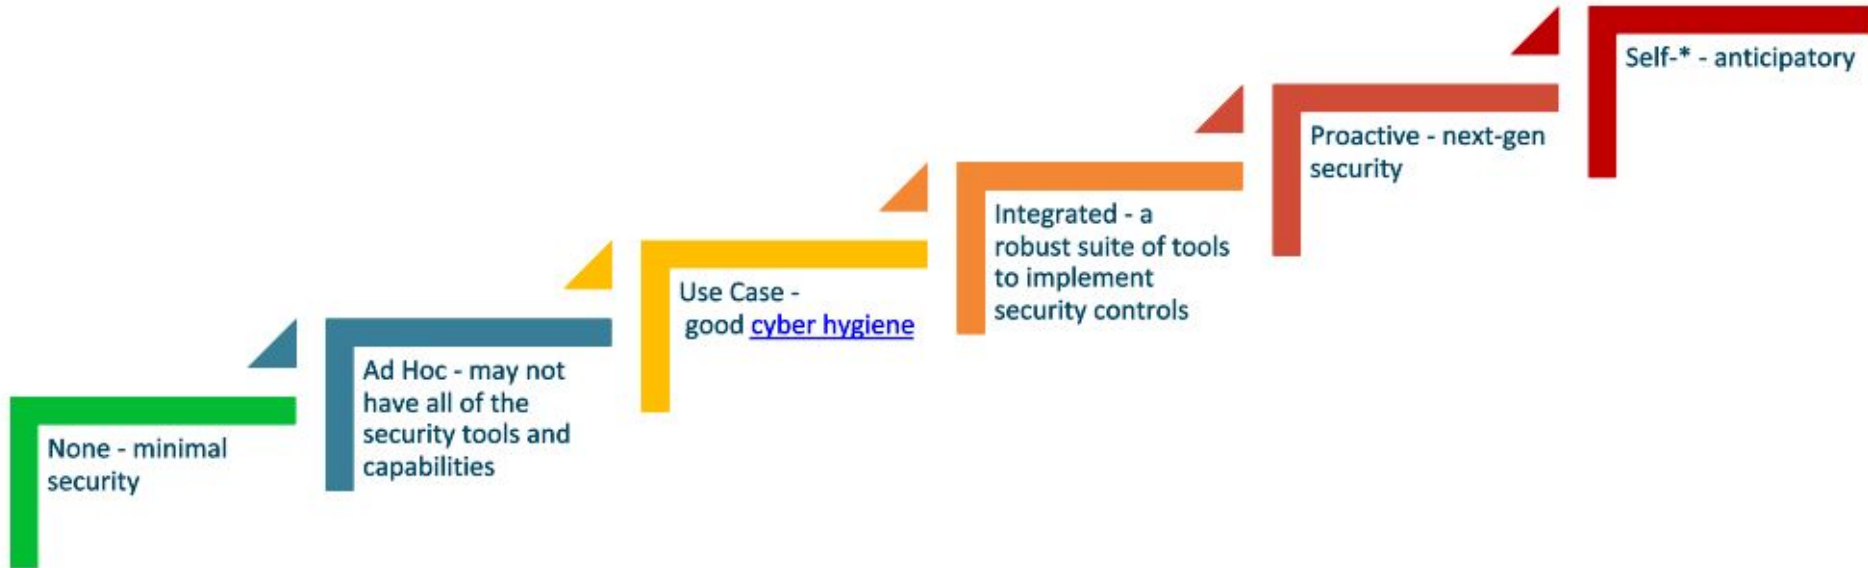 None - minimal
security
Ad Hoc - may not
have all of the
security tools and
capabilities
Use Case -
good cyber hygiene
Integrated - a
robust suite of tools
to implement
security controls
Proactive - next-gen
security
Self-* - anticipatory